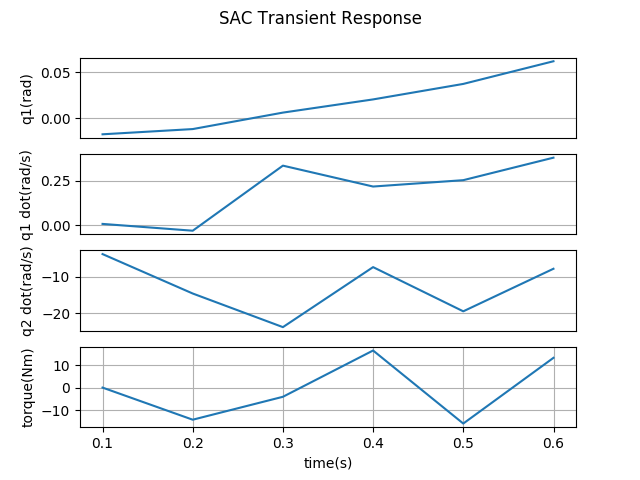 SAC Transient Response
q1(rad)
0.05
0.00
q1 dot(rad/s)
0.25
0.00
q2 dot(rad/s)
−10
−20
torque(Nm)
10
0
−10
0.1 0.2 0.3 0.4 0.5 0.6
time(s)